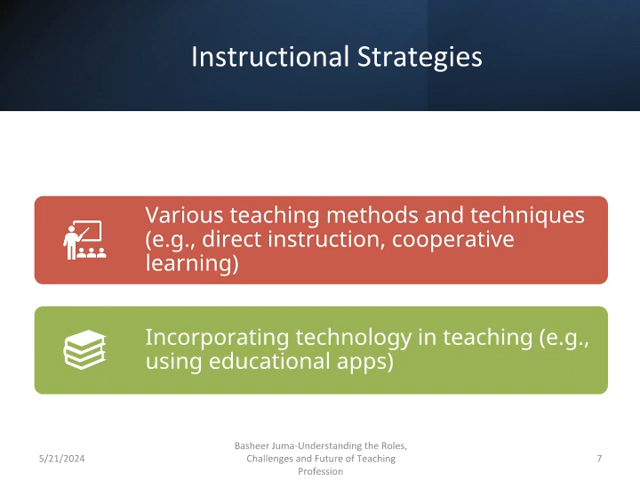 Instructional Strategies
Various teaching methods and techniques
(e.g., direct instruction, cooperative
learning)
Incorporating technology in teaching (e.g.,
using educational apps)
5/21/2024
Basheer Juma-Understanding the Roles,
Challenges and Future of Teaching
Profession
7